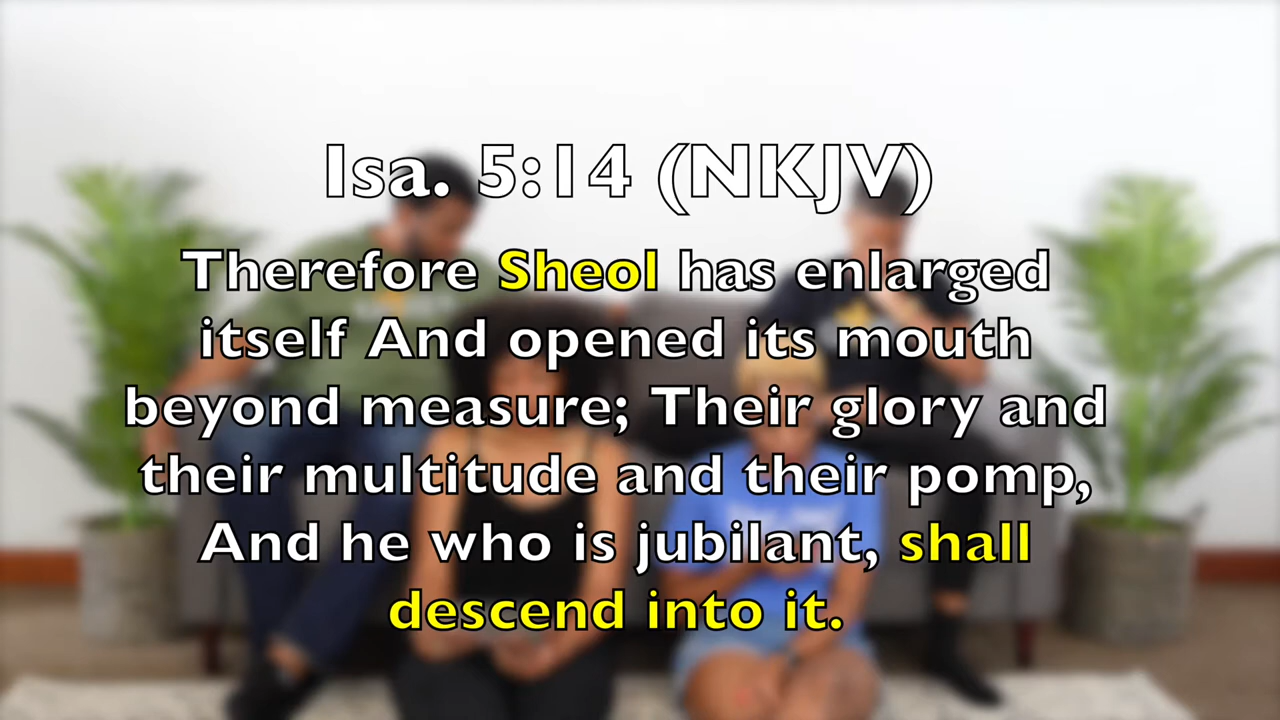 Isa. 5:14 (NKJV)
Therefore Sheol has enlarged
itself And opened its mouth
beyond measure; Their glory and
their multitude and their pomp,
And he who is jubilant, shall
descend into it.